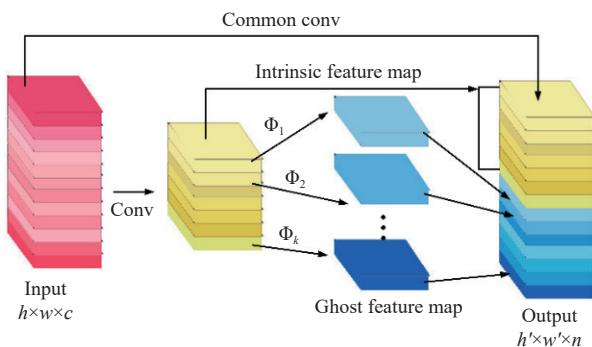 Common conv
Intrinsic feature map
Φ1
Φ2
Conv
Φk
Input
h×w×c
Ghost feature map
Output
h′×w′×n